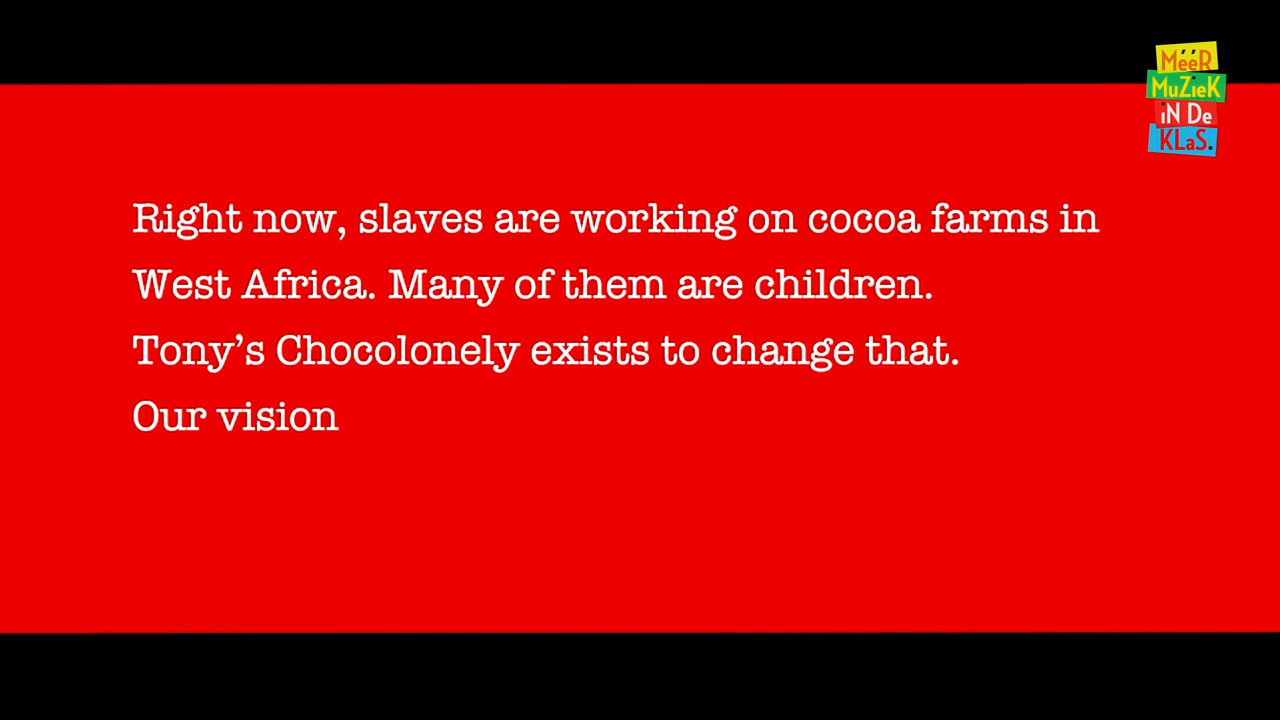 MeeR
MuZieK
iN De
KLaS.
Right now, slaves are working on cocoa farms in
West Africa. Many of them are children.
Tony’s Chocolonely exists to change that.
Our vision